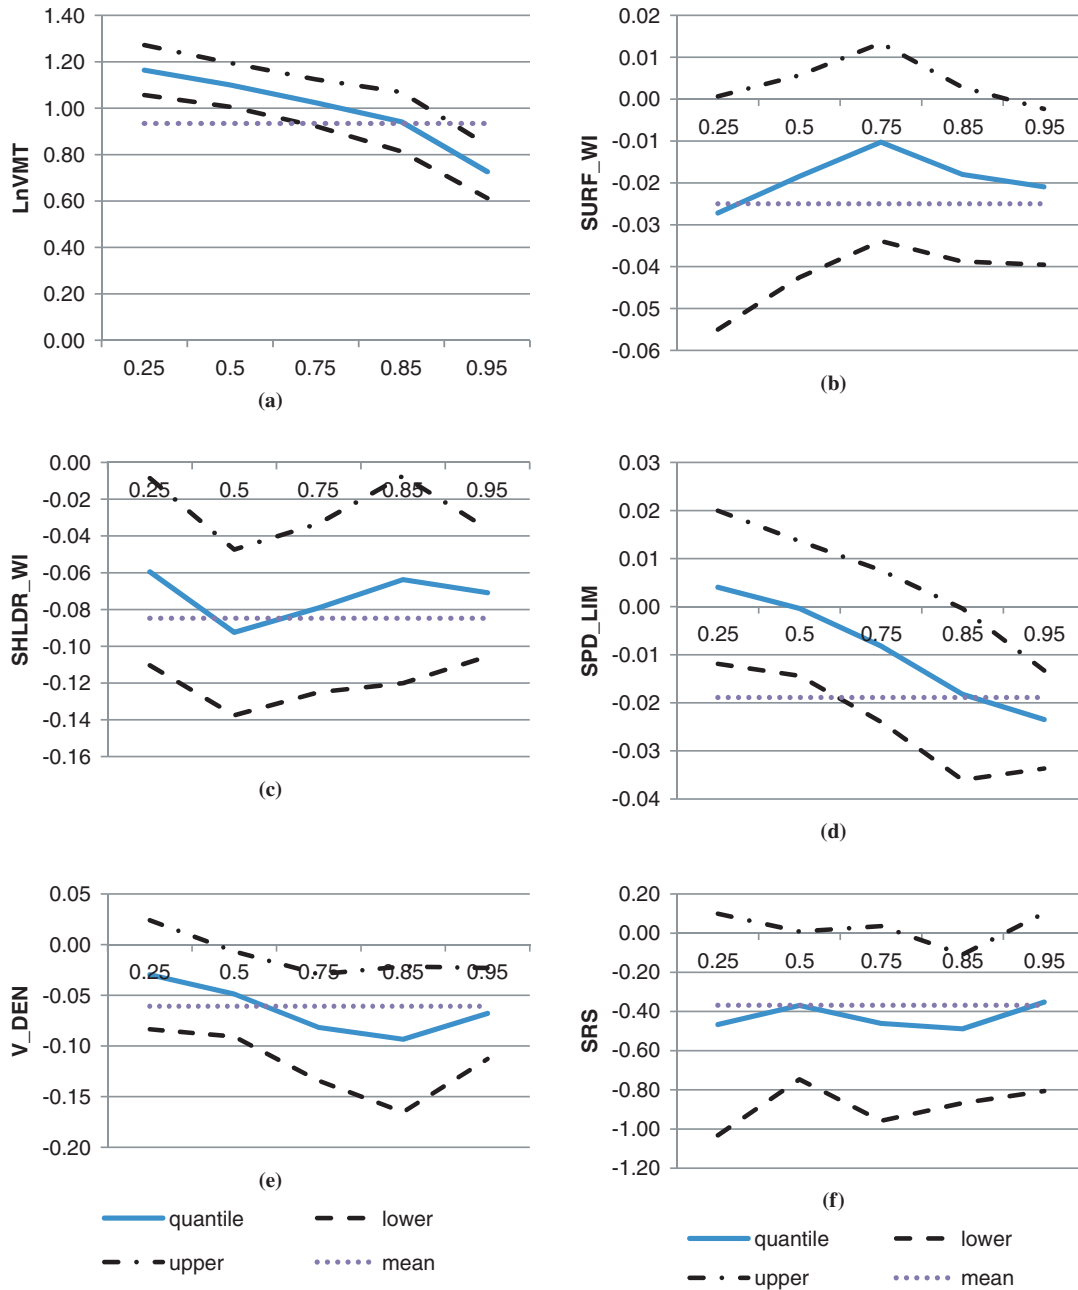 1.40
1.20
1.00
0.80
0.60
0.40
0.20
0.00
LnVMT
0.25 0.5 0.75 0.85 0.95
(a)
0.02
0.01
0.00
-0.01
-0.02
-0.03
-0.04
-0.05
-0.06
SURF_WI
0.25 0.5 0.75 0.85 0.95
(b)
0.00
-0.02
-0.04
-0.06
-0.08
-0.10
-0.12
-0.14
-0.16
SHLDR_WI
0.25 0.5 0.75 0.85 0.95
(c)
0.03
0.02
0.01
0.00
-0.01
-0.02
-0.03
-0.04
SPD_LIM
0.25 0.5 0.75 0.85 0.95
(d)
0.05
0.00
-0.05
-0.10
-0.15
-0.20
V_DEN
0.25 0.5 0.75 0.85 0.95
(e)
0.20
0.00
-0.20
-0.40
-0.60
-0.80
-1.00
-1.20
SRS
0.25 0.5 0.75 0.85 0.95
(f)
quantile lower
upper mean
quantile lower
upper mean